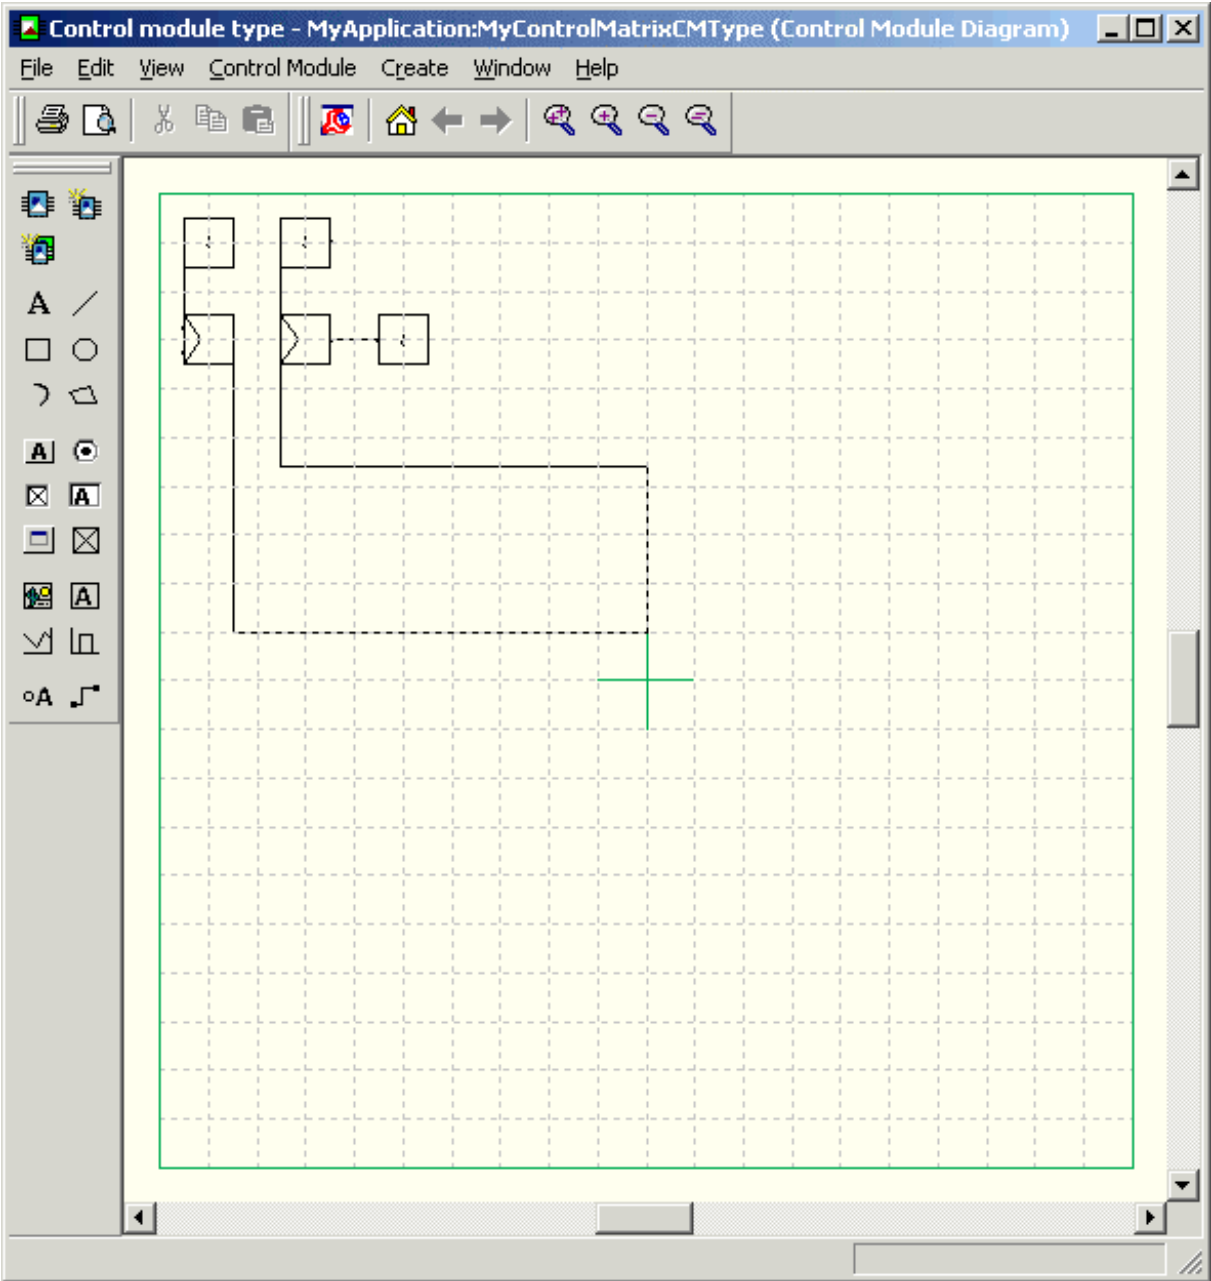 Control module type - MyApplication:MyControlMatrixCMType (Control Module Diagram)
File Edit View Control Module Create Window Help
A
A
A
A
A